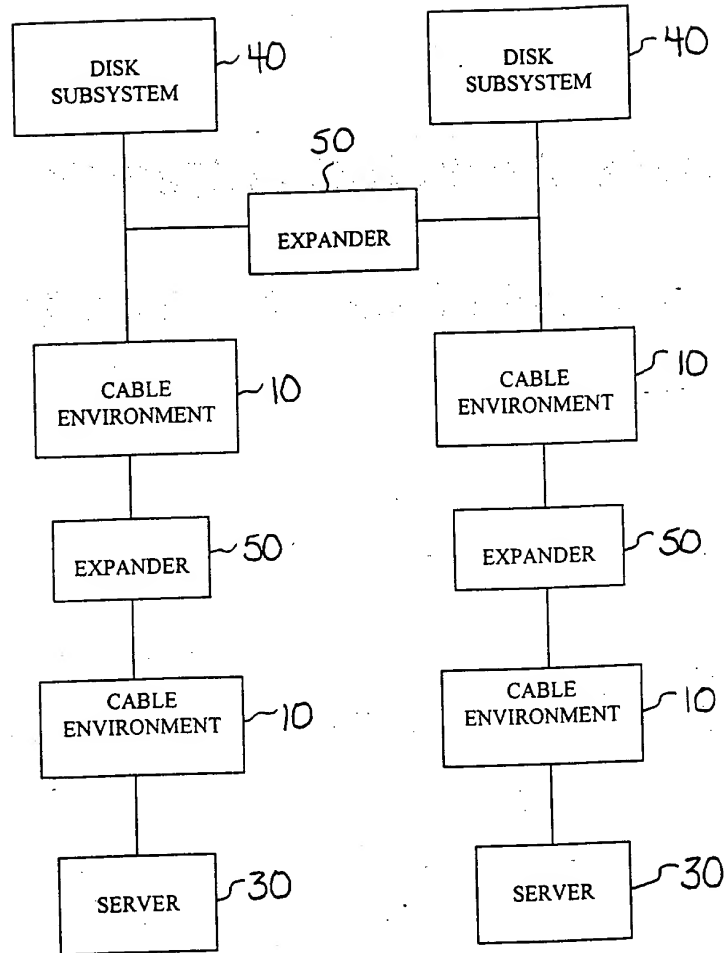 DISK
SUBSYSTEM
40
DISK
SUBSYSTEM
40
50
EXPANDER
CABLE
ENVIRONMENT
10
CABLE
ENVIRONMENT
10
EXPANDER
50
EXPANDER
50
CABLE
ENVIRONMENT
10
CABLE
ENVIRONMENT
10
SERVER
30
SERVER
30